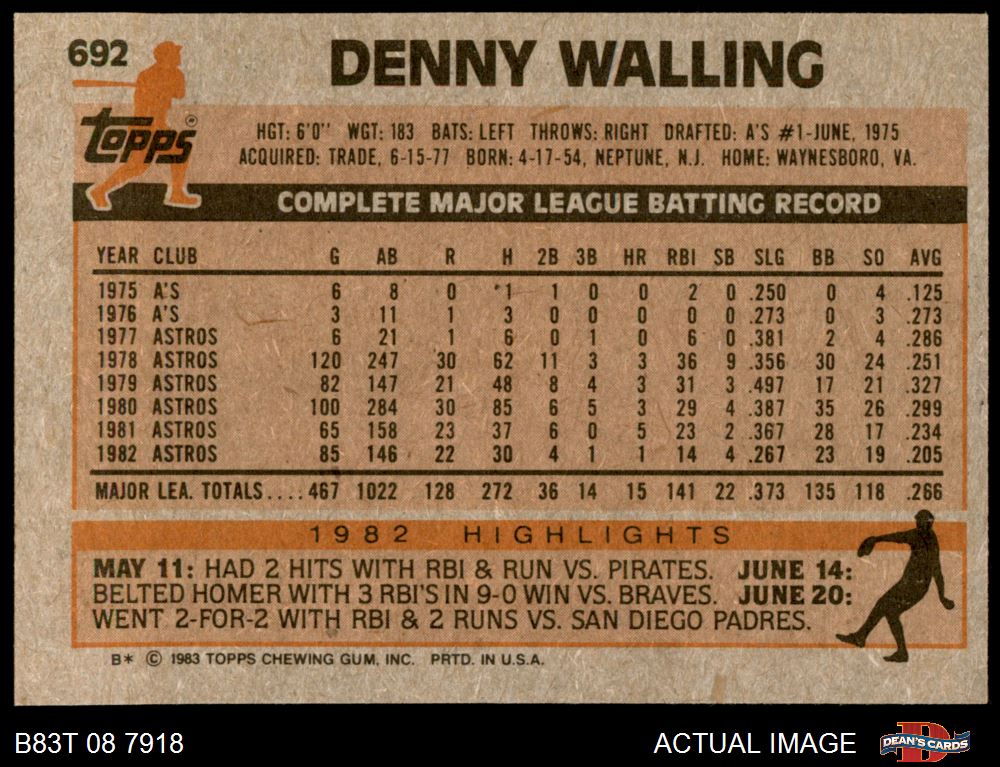 692
DENNY WALLING
Topps®
HGT: 6'0" WGT: 183 BATS: LEFT THROWS: RIGHT DRAFTED: A'S #1-JUNE, 1975
ACQUIRED: TRADE, 6-15-77 BORN: 4-17-54, NEPTUNE, N.J. HOME: WAYNESBORO, VA.
COMPLETE MAJOR LEAGUE BATTING RECORD
YEAR CLUB G AB R H 2B 3B HR RBI SB SLG BB SO AVG
1975 A'S 6 8 0 1 1 0 0 2 0 .250 0 4 .125
1976 A'S 3 11 1 3 0 0 0 0 0 .273 0 3 .273
1977 ASTROS 6 21 1 6 0 1 0 6 0 .381 2 4 .286
1978 ASTROS 120 247 30 62 11 3 3 36 9 .356 30 24 .251
1979 ASTROS 82 147 21 48 8 4 3 31 3 .497 17 21 .327
1980 ASTROS 100 284 30 85 6 5 3 29 4 .387 35 26 .299
1981 ASTROS 65 158 23 37 6 0 5 23 2 .367 28 17 .234
1982 ASTROS 85 146 22 30 4 1 1 14 4 .267 23 19 .205
MAJOR LEA. TOTALS.... 467 1022 128 272 36 14 15 141 22 .373 135 118 .266
1982 HIGHLIGHTS
MAY 11: HAD 2 HITS WITH RBI & RUN VS. PIRATES. JUNE 14:
BELTED HOMER WITH 3 RBI'S IN 9-0 WIN VS. BRAVES. JUNE 20:
WENT 2-FOR-2 WITH RBI & 2 RUNS VS. SAN DIEGO PADRES.
B* © 1983 TOPPS CHEWING GUM, INC. PRTD. IN U.S.A.
B83T 08 7918
ACTUAL IMAGE
DEAN'S CARDS